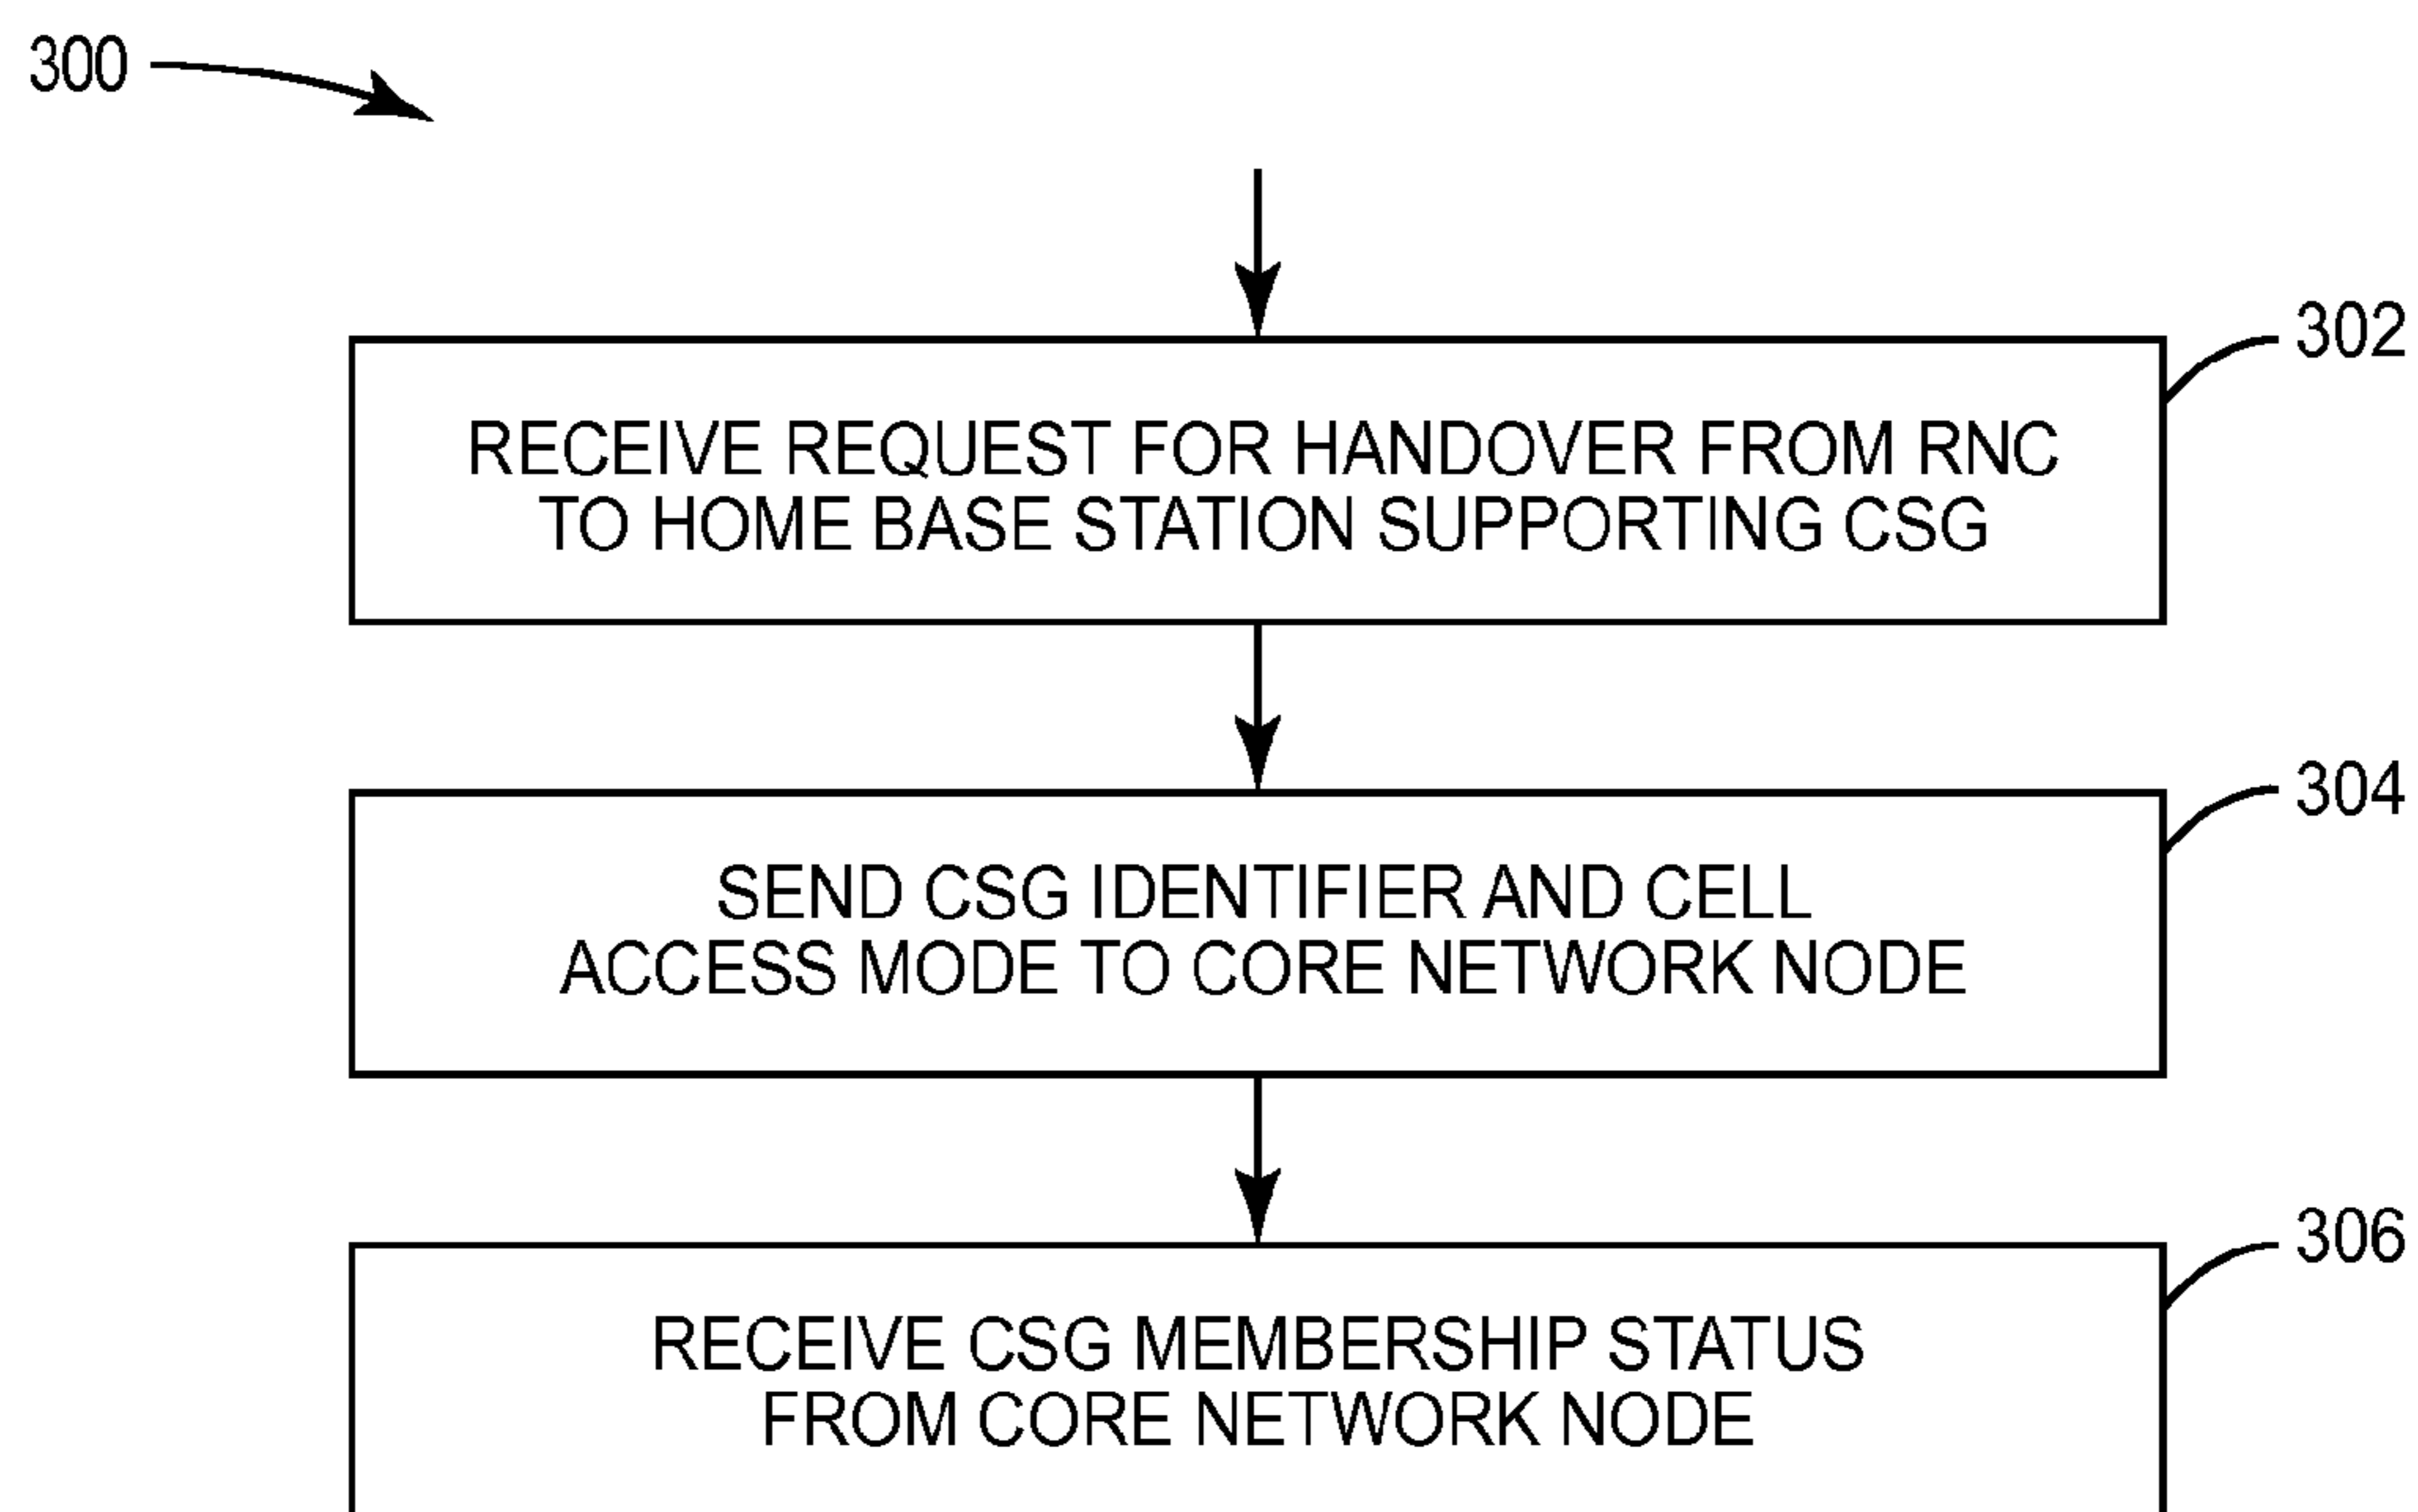 300
302
RECEIVE REQUEST FOR HANDOVER FROM RNC
TO HOME BASE STATION SUPPORTING CSG
304
SEND CSG IDENTIFIER AND CELL
ACCESS MODE TO CORE NETWORK NODE
306
RECEIVE CSG MEMBERSHIP STATUS
FROM CORE NETWORK NODE